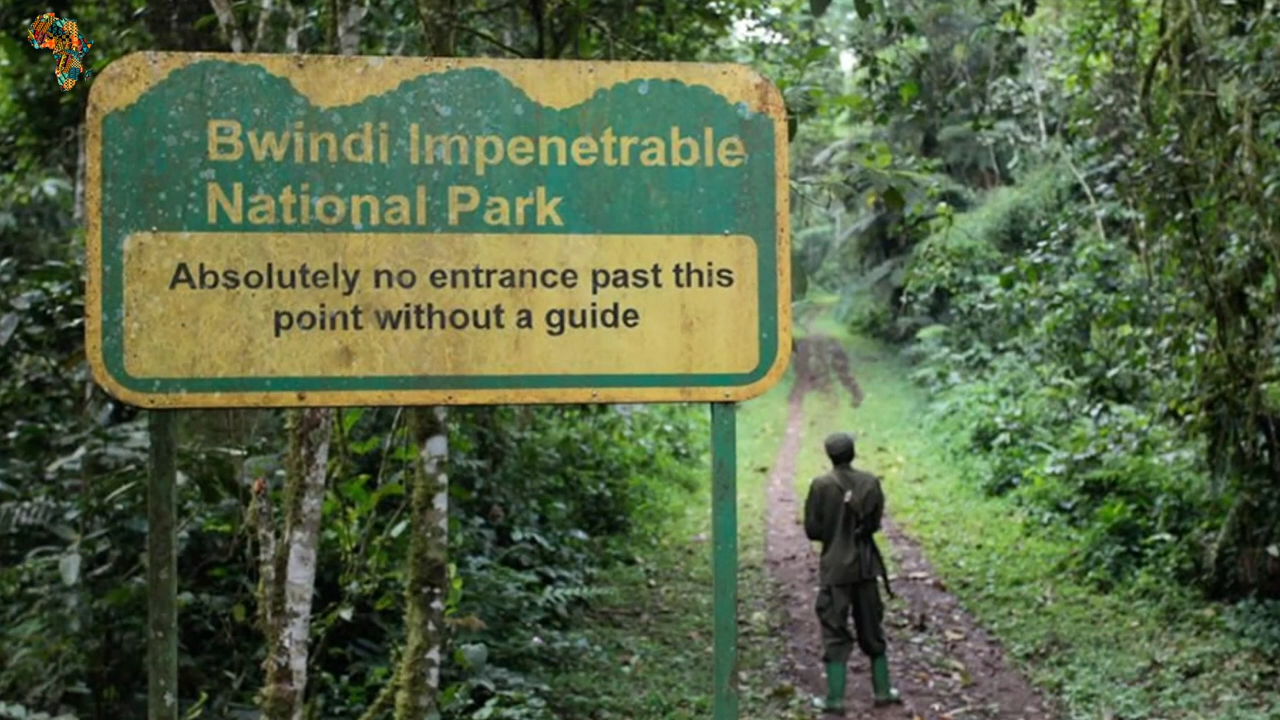 Bwindi Impenetrable
National Park
Absolutely no entrance past this
point without a guide